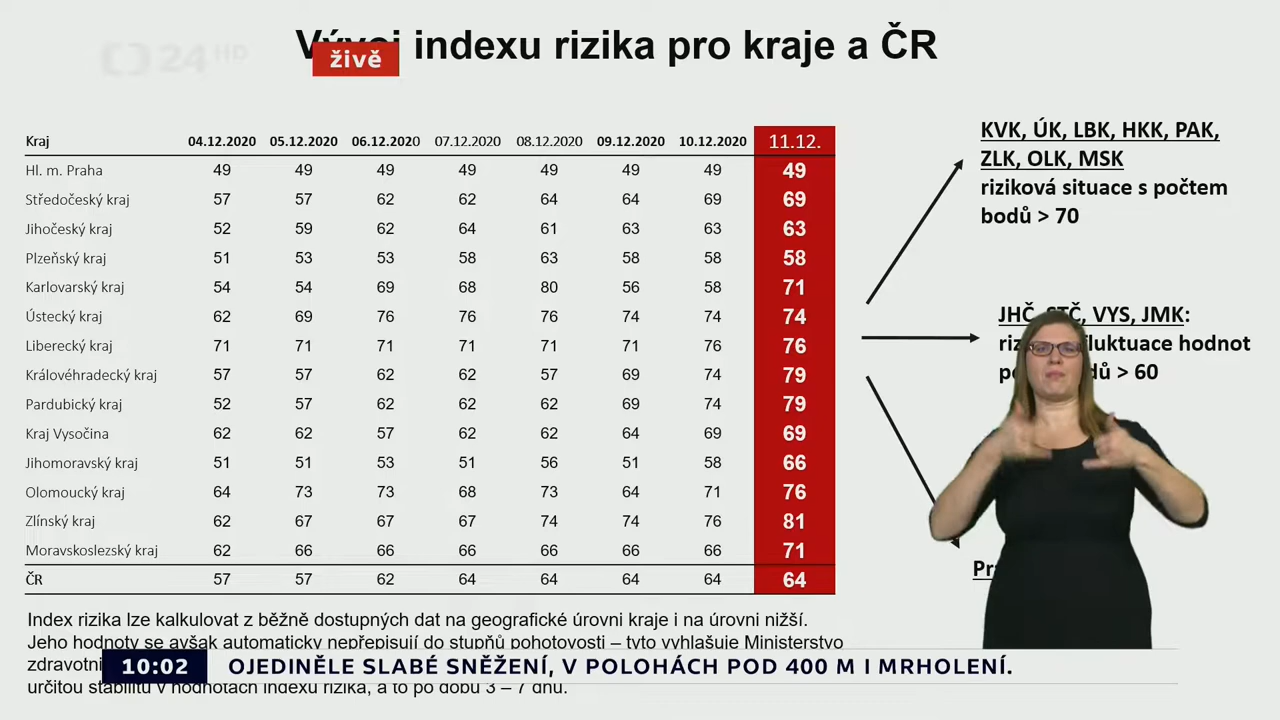 24 HD
živě
indexu rizika pro kraje a ČR
Kraj 04.12.2020 05.12.2020 06.12.2020 07.12.2020 08.12.2020 09.12.2020 10.12.2020 11.12.
Hl. m. Praha 49 49 49 49 49 49 49 49
Středočeský kraj 57 57 62 62 64 64 69 69
Jihočeský kraj 52 59 62 64 61 63 63 63
Plzeňský kraj 51 53 53 58 63 58 58 58
Karlovarský kraj 54 54 69 68 80 56 58 71
Ústecký kraj 62 69 76 76 76 74 74 74
Liberecký kraj 71 71 71 71 71 71 76 76
Královéhradecký kraj 57 57 62 62 57 69 74 79
Pardubický kraj 52 57 62 62 62 69 74 79
Kraj Vysočina 62 62 57 62 62 64 69 69
Jihomoravský kraj 51 51 53 51 56 51 58 66
Olomoucký kraj 64 73 73 68 73 64 71 76
Zlínský kraj 62 67 67 67 74 74 76 81
Moravskoslezský kraj 62 66 66 66 66 66 66 71
ČR 57 57 62 64 64 64 64 64
KVK, ÚK, LBK, HKK, PAK,
ZLK, OLK, MSK
riziková situace s počtem
bodů > 70
JHČ, STČ, VYS, JMK:
hodnot
> 60
Index rizika lze kalkulovat z běžně dostupných dat na geografické úrovni kraje i na úrovni nižší.
Jeho hodnoty se avšak automaticky nepřepisují do stupňů pohotovosti – tyto vyhlašuje Ministerstvo
určitou stabilitu v hodnotách indexu rizika, a to po dobu 3 – 7 dnů.
10:02 OJEDINĚLE SLABÉ SNĚŽENÍ, V POLOHÁCH POD 400 M I MRHOLENÍ.